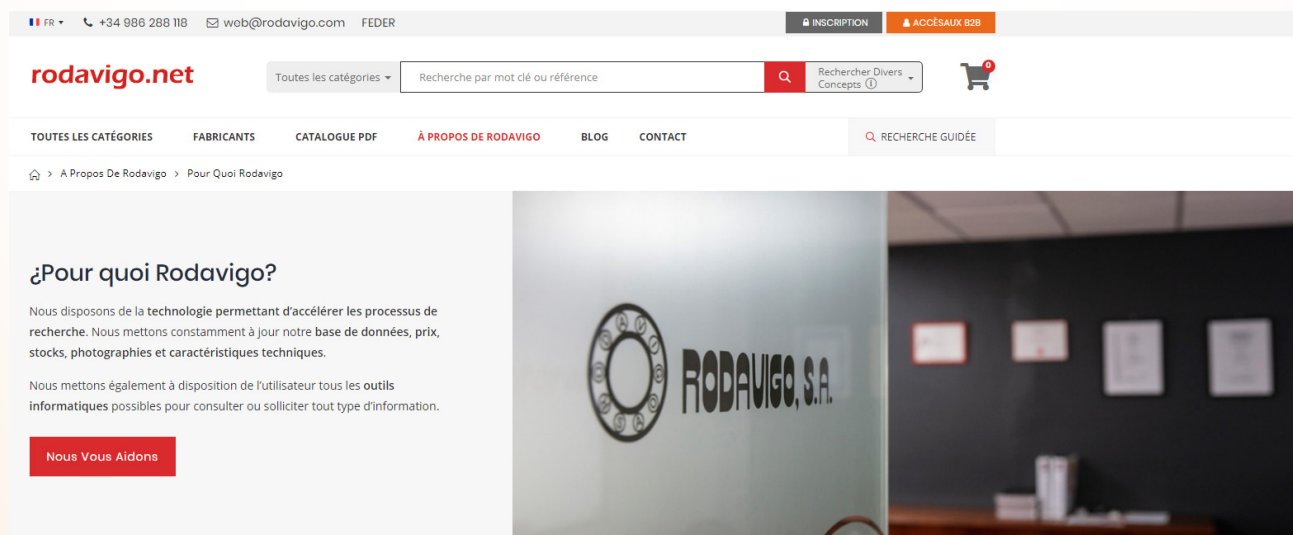 FR +34 986 288 118 web@rodavigo.com FEDER INSCRIPTION ACCÈSAUX B2B
rodavigo.net Toutes les catégories Recherche par mot clé ou référence Rechercher Divers
Concepts 0
TOUTES LES CATÉGORIES FABRICANTS CATALOGUE PDF À PROPOS DE RODAVIGO BLOG CONTACT RECHERCHE GUIDÉE
> A Propos De Rodavigo > Pour Quoi Rodavigo
¿Pour quoi Rodavigo?
Nous disposons de la technologie permettant d'accélérer les processus de
recherche. Nous mettons constamment à jour notre base de données, prix,
stocks, photographies et caractéristiques techniques.
Nous mettons également à disposition de l'utilisateur tous les outils
informatiques possibles pour consulter ou solliciter tout type d'information.
Nous Vous Aidons
RODAVIGO, S.A.